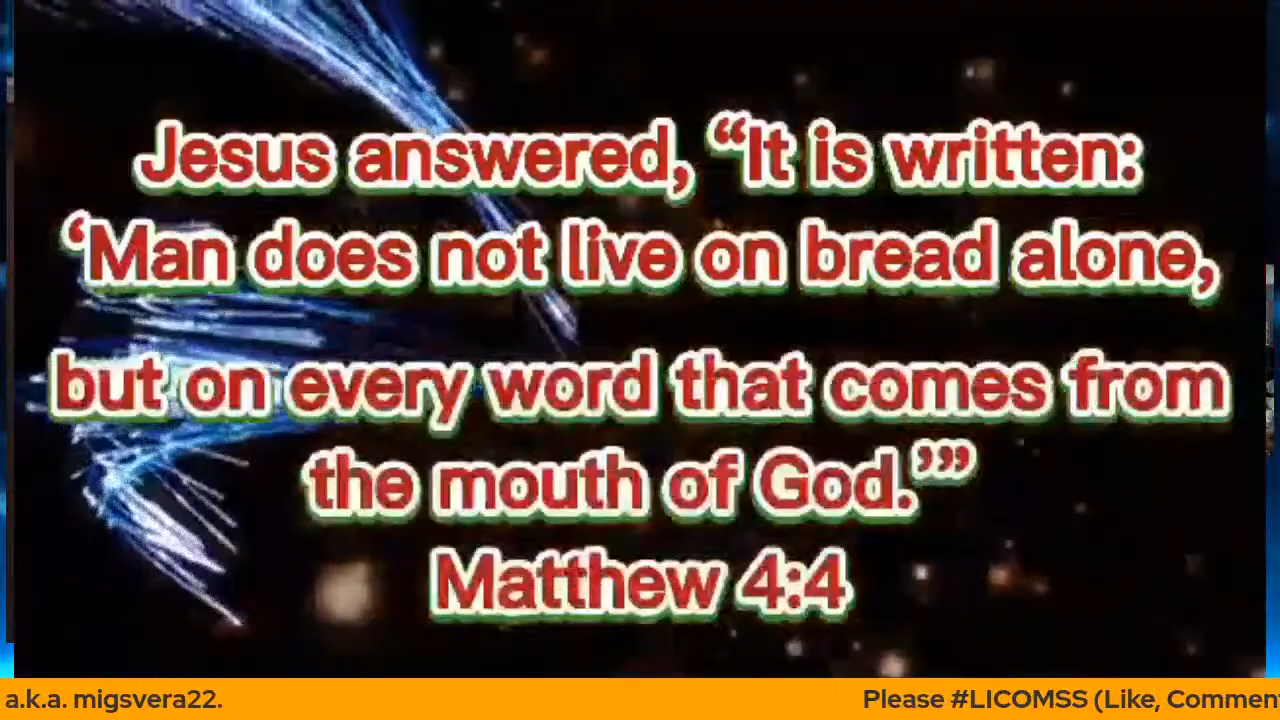 Jesus answered, “It is written:
‘Man does not live on bread alone,
but on every word that comes from
the mouth of God.’”
Matthew 4:4
a.k.a. migsvera22.
Please #LICOMSS (Like, Commen